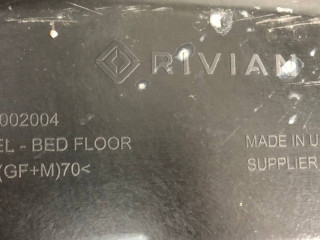 RIVIAN
002004
EL - BED FLOOR
(GF+M)70<
MADE IN U
SUPPLIER